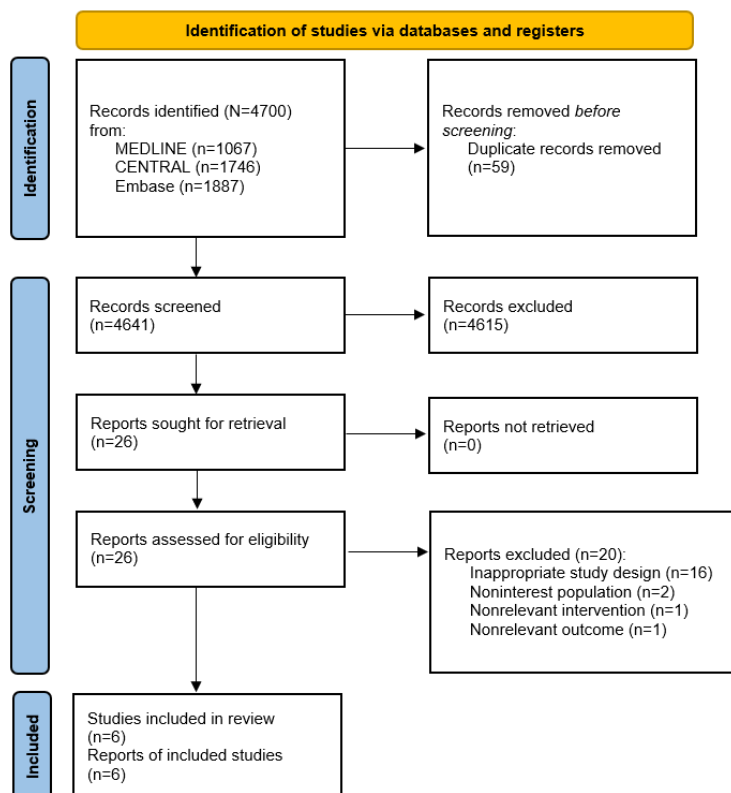 Identification of studies via databases and registers
Identification
Records identified (N=4700)
from:
MEDLINE (n=1067)
CENTRAL (n=1746)
Embase (n=1887)
Records removed before
screening:
Duplicate records removed
(n=59)
Screening
Records screened
(n=4641)
Records excluded
(n=4615)
Reports sought for retrieval
(n=26)
Reports not retrieved
(n=0)
Reports assessed for eligibility
(n=26)
Reports excluded (n=20):
Inappropriate study design (n=16)
Noninterest population (n=2)
Nonrelevant intervention (n=1)
Nonrelevant outcome (n=1)
Included
Studies included in review
(n=6)
Reports of included studies
(n=6)